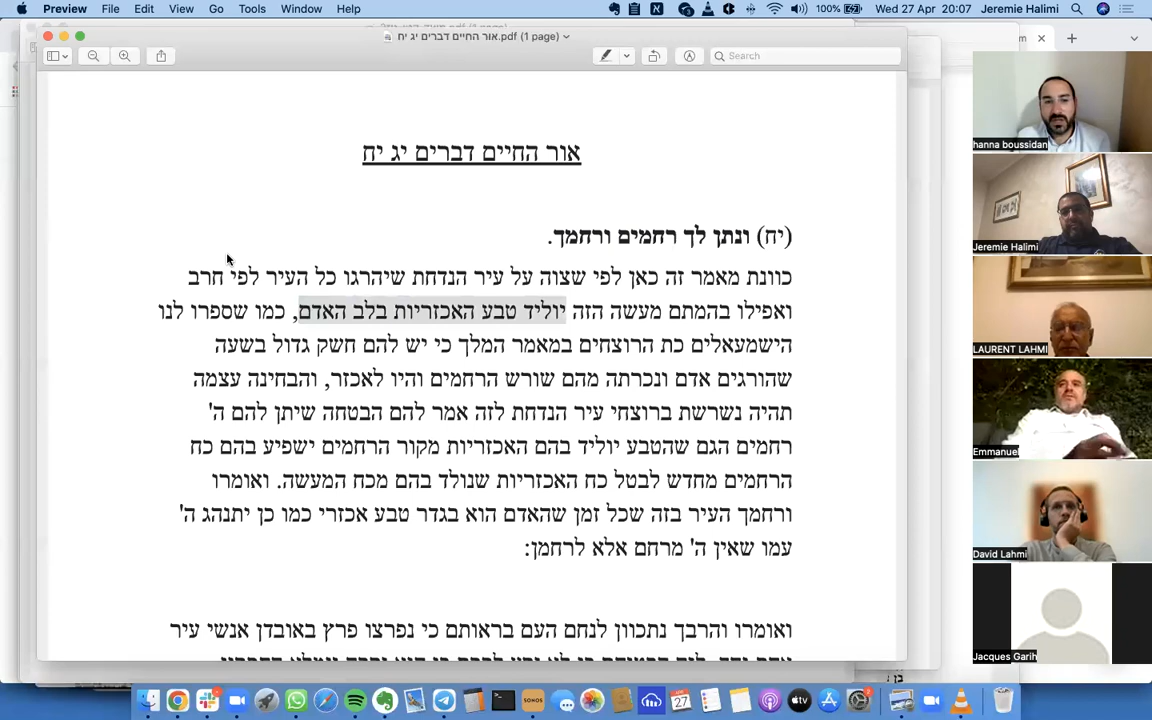 Preview File Edit View Go Tools Window Help 100% Wed 27 Apr 20:07 Jeremie Halimi
אור החיים דברים יג יח.pdf (1 page)
Search
אור החיים דברים יג יח
(יח) ונתן לך רחמים ורחמך.
כוונת מאמר זה כאן לפי שצוה על עיר הנדחת שיהרגו כל העיר לפי חרב
ואפילו בהמתם מעשה הזה יוליד טבע האכזריות בלב האדם, כמו שספרו לנו
הישמעאלים כת הרוצחים במאמר המלך כי יש להם חשק גדול בשעה
שהורגים אדם ונכרתה מהם שורש הרחמים והיו לאכזר, והבחינה עצמה
תהיה נשרשת ברוצחי עיר הנדחת לזה אמר להם הבטחה שיתן להם ה'
רחמים הגם שהטבע יוליד בהם האכזריות מקור הרחמים ישפיע בהם כח
הרחמים מחדש לבטל כח האכזריות שנולד בהם מכח המעשה. ואומרו
ורחמך העיר בזה שכל זמן שהאדם הוא בגדר טבע אכזרי כמו כן יתנהג ה'
עמו שאין ה' מרחם אלא לרחמן:
ואומרו והרבך נתכוון לנחם העם בראותם כי נפרצו פרץ באובדן אנשי עיר
hanna boussidan
Jeremie Halimi
LAURENT LAHMI
Emmanuel
David Lahmi
Jacques Garih